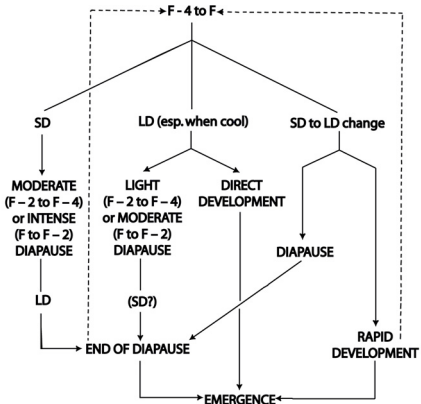 F - 4 to F
SD
LD (esp. when cool)
SD to LD change
MODERATE
(F – 2 to F – 4)
or INTENSE
(F to F – 2)
DIAPAUSE
LIGHT
(F – 2 to F – 4)
or MODERATE
(F to F – 2)
DIAPAUSE
DIRECT
DEVELOPMENT
DIAPAUSE
LD
(SD?)
END OF DIAPAUSE
RAPID
DEVELOPMENT
EMERGENCE